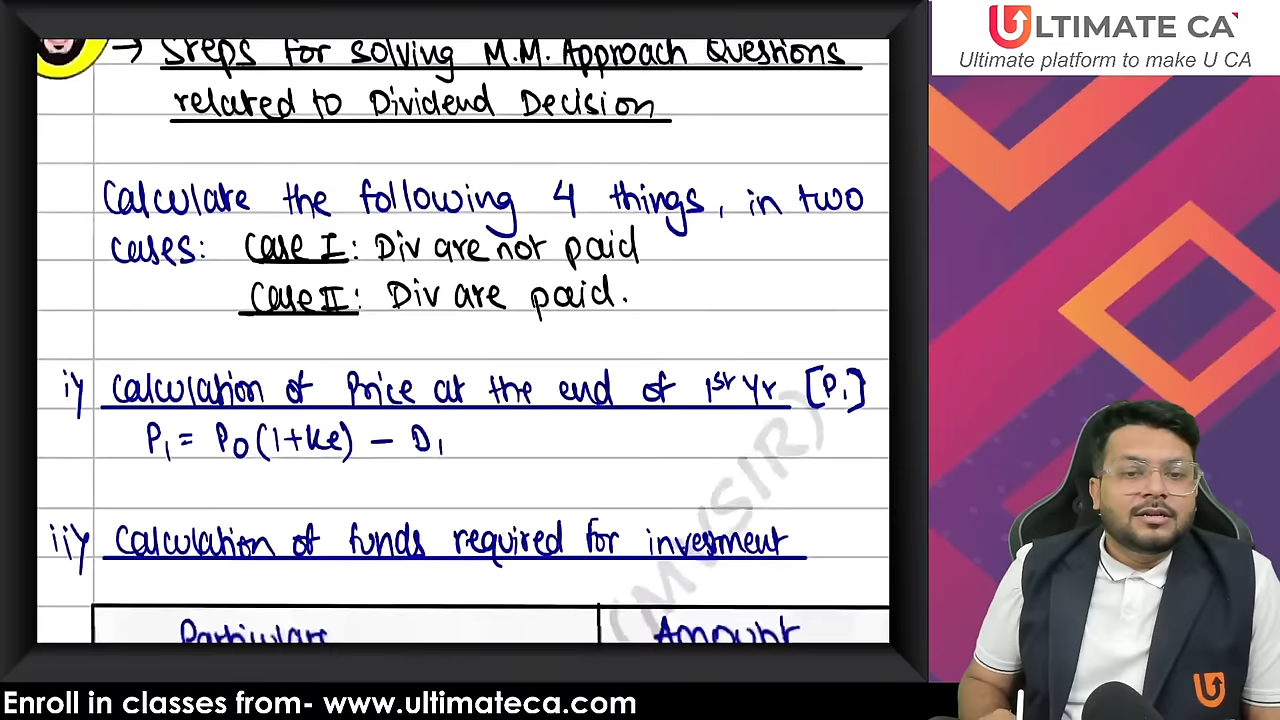 → Steps for solving M.M. Approach Questions
related to Dividend Decision
Calculate the following 4 things, in two
cases: Case I: Div are not paid
Case II: Div are paid.
i) Calculation of Price at the end of 1st Yr [P1]
P1 = P0(1+Ke) – D1
ii) Calculation of funds required for investment
Particulars Amount
(MVSIR)
ULTIMATE CA
Ultimate platform to make U CA
Enroll in classes from- www.ultimateca.com